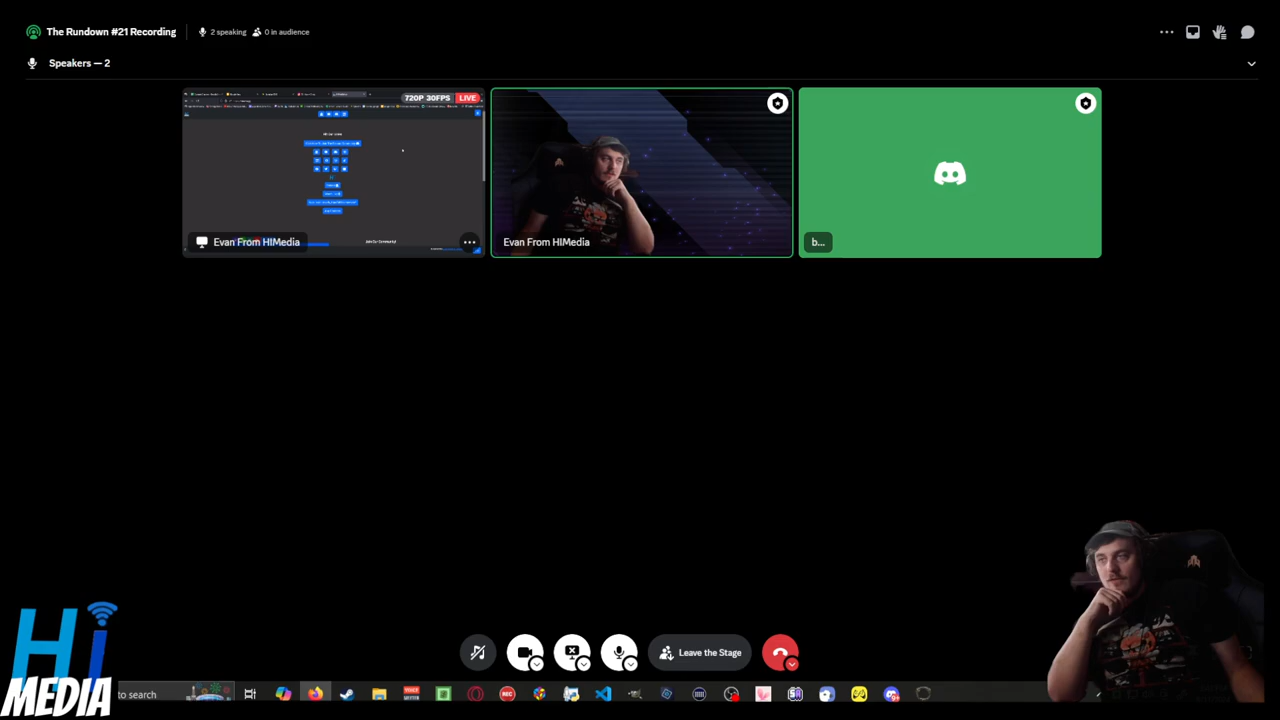 The Rundown #21 Recording
2 speaking
0 in audience
Speakers — 2
720P 30FPS
LIVE
Evan From HIMedia
Evan From HIMedia
b...
Leave the Stage
Hi
MEDIA
to search
REC